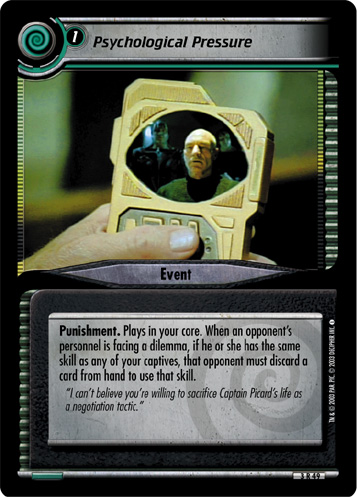 1
Psychological Pressure
Event
Punishment. Plays in your core. When an opponent's
personnel is facing a dilemma, if he or she has the same
skill as any of your captives, that opponent must discard a
card from hand to use that skill.
"I can't believe you're willing to sacrifice Captain Picard's life as
a negotiation tactic."
TM & © 2003 PAR. PIC. © 2003 DECIPHER INC.
3 R 49